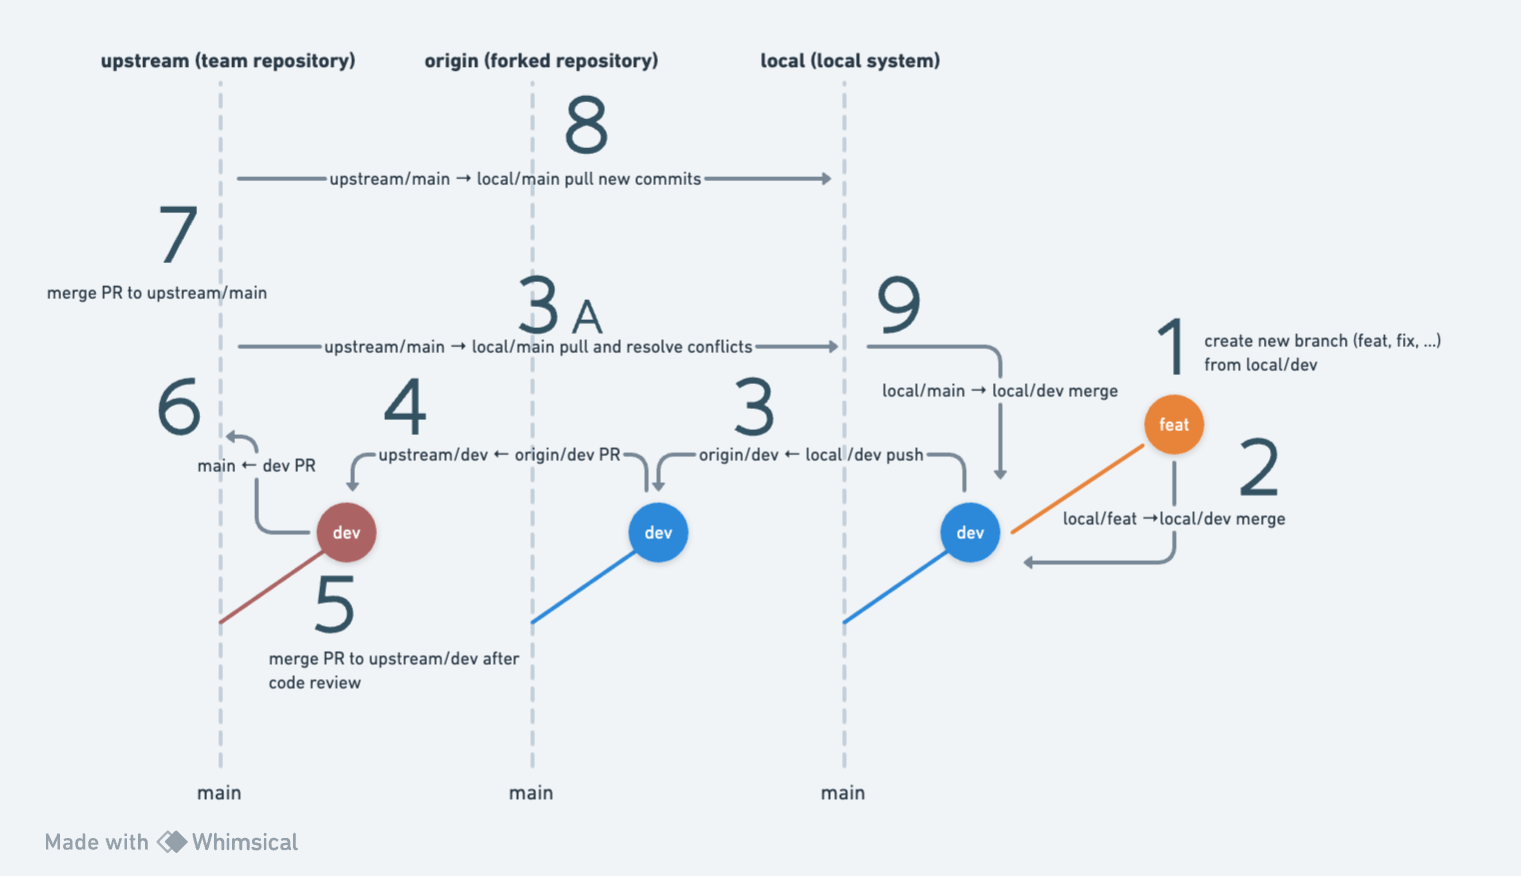 upstream (team repository)
origin (forked repository)
local (local system)
8
upstream/main → local/main pull new commits
7
merge PR to upstream/main
3 A
upstream/main → local/main pull and resolve conflicts
9
local/main → local/dev merge
1
create new branch (feat, fix, ...)
from local/dev
feat
2
local/feat →local/dev merge
6
main ← dev PR
4
upstream/dev ← origin/dev PR
3
origin/dev ← local/dev push
dev
dev
dev
5
merge PR to upstream/dev after
code review
main
main
main
Made with Whimsical